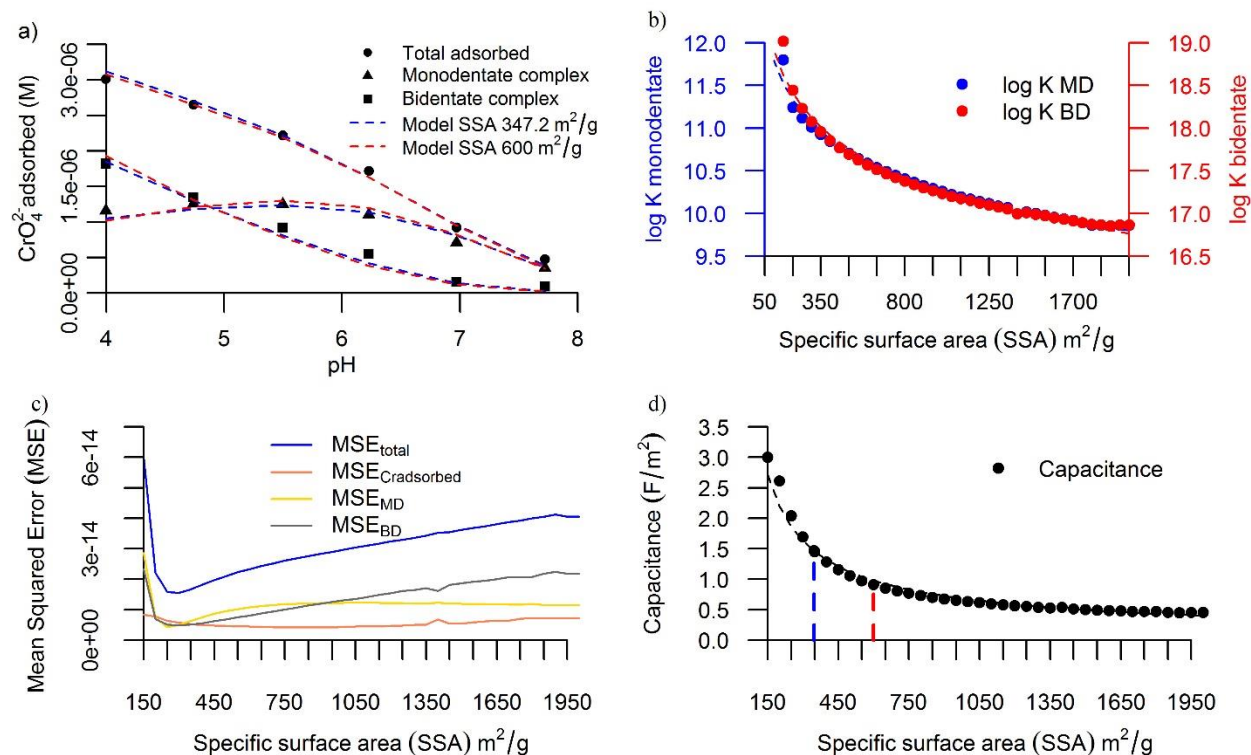 a)
CrO₄²⁻ adsorbed (M)
3.0e-06
1.5e-06
0.0e+00
Total adsorbed
Monodentate complex
Bidentate complex
Model SSA 347.2 m²/g
Model SSA 600 m²/g
4 5 6 7 8
pH
b)
log K monodentate
12.0
11.5
11.0
10.5
10.0
9.5
log K MD
log K BD
19.0
18.5
18.0
17.5
17.0
16.5
log K bidentate
50 350 800 1250 1700
Specific surface area (SSA) m²/g
c)
Mean Squared Error (MSE)
6e-14
3e-14
0e+00
MSEtotal
MSECradsorbed
MSEMD
MSEBD
150 450 750 1050 1350 1650 1950
Specific surface area (SSA) m²/g
d)
Capacitance (F/m²)
3.5
3.0
2.5
2.0
1.5
1.0
0.5
0.0
Capacitance
150 450 750 1050 1350 1650 1950
Specific surface area (SSA) m²/g